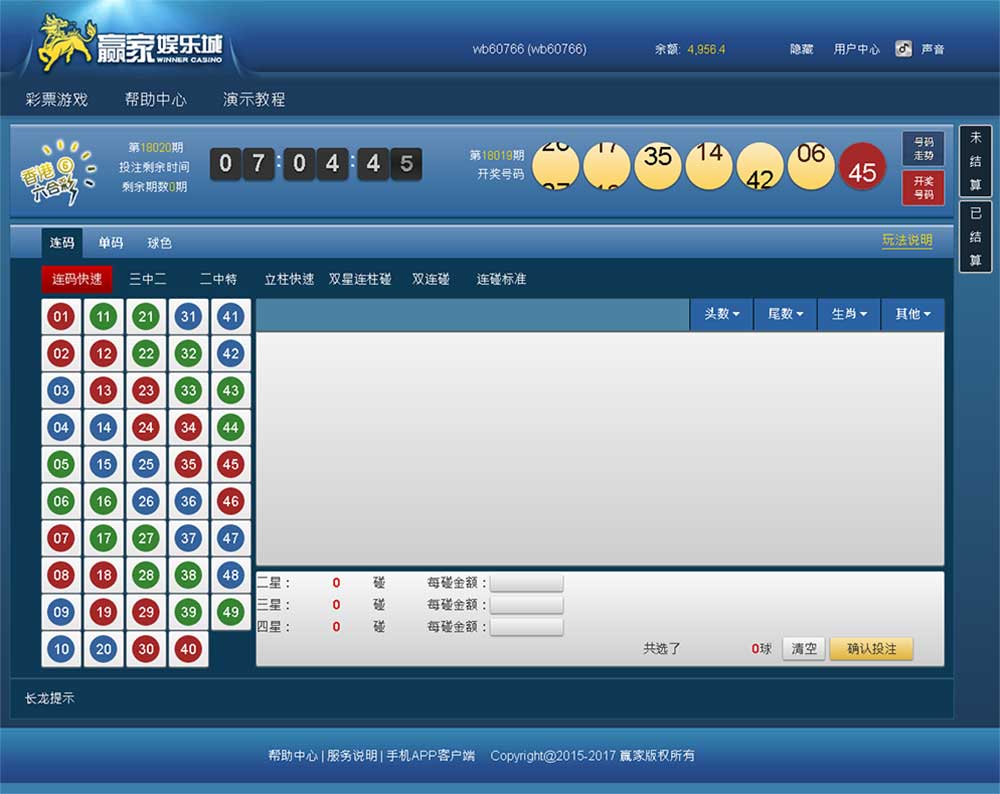 赢家娱乐城
WINNER CASINO
wb60766 (wb60766) 余额: 4,956.4 隐藏 用户中心 声音
彩票游戏 帮助中心 演示教程
香港六合彩
6
第18020期
投注剩余时间
剩余期数0期
07:04:45
第18019期
开奖号码
35 14 42 06 45
号码走势
开奖号码
未结算
已结算
连码 单码 球色 玩法说明
连码快速 三中二 二中特 立柱快速 双星连柱碰 双连碰 连碰标准
头数 尾数 生肖 其他
01 11 21 31 41
02 12 22 32 42
03 13 23 33 43
04 14 24 34 44
05 15 25 35 45
06 16 26 36 46
07 17 27 37 47
08 18 28 38 48
09 19 29 39 49
10 20 30 40
二星: 0 碰 每碰金额:
三星: 0 碰 每碰金额:
四星: 0 碰 每碰金额:
共选了 0球 清空 确认投注
长龙提示
帮助中心 | 服务说明 | 手机APP客户端 Copyright@2015-2017 赢家版权所有